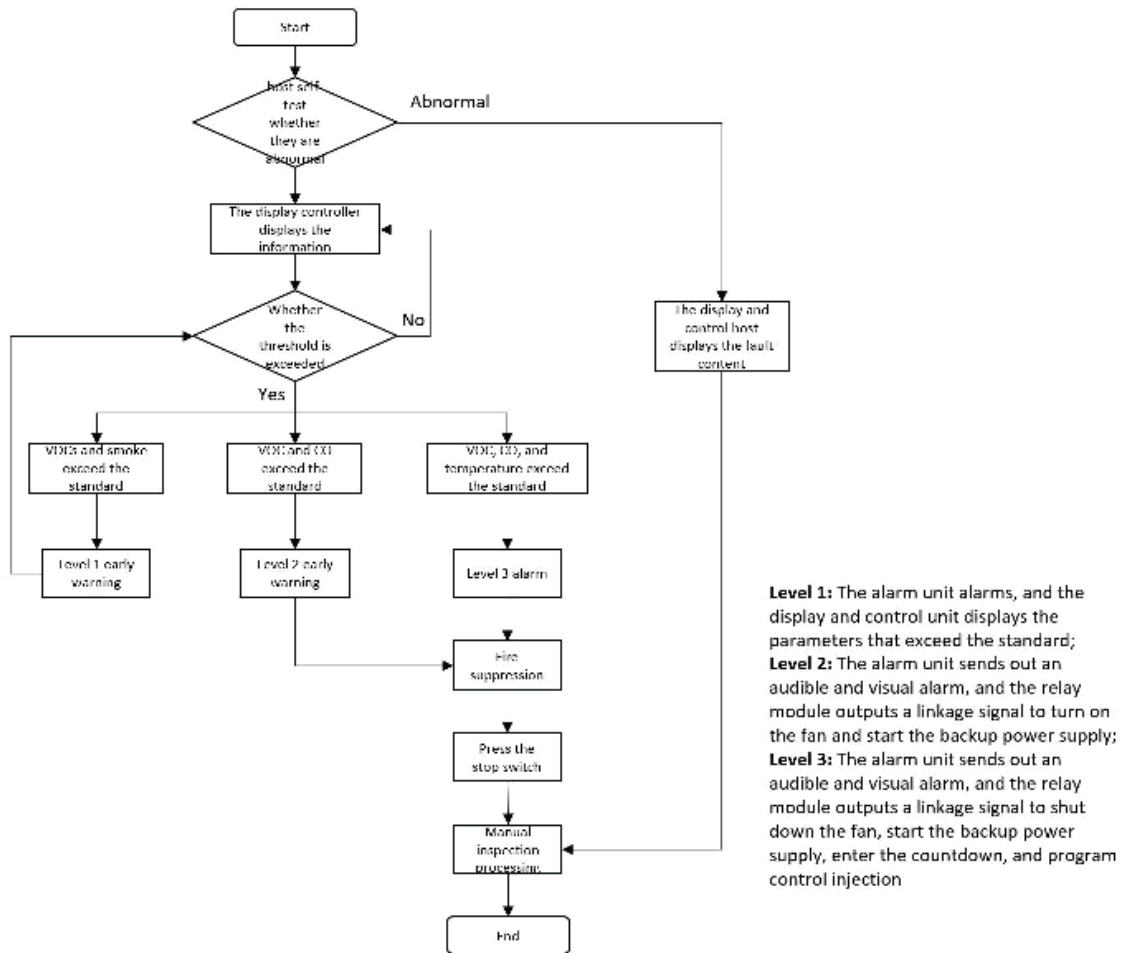 Start
host self
test
whether
they are
abnormal
Abnormal
The display controller
displays the
information
Whether
the
threshold is
exceeded
No
Yes
The display and
control host
displays the fault
content
VOCs and smoke
exceed the
standard
VOC and CO
exceed the
standard
VOC, CO, and
temperature exceed
the standard
Level 1 early
warning
Level 2 early
warning
Level 3 alarm
Fire
suppression
Press the
stop switch
Manual
inspection
processing
End
Level 1: The alarm unit alarms, and the
display and control unit displays the
parameters that exceed the standard;
Level 2: The alarm unit sends out an
audible and visual alarm, and the relay
module outputs a linkage signal to turn on
the fan and start the backup power supply;
Level 3: The alarm unit sends out an
audible and visual alarm, and the relay
module outputs a linkage signal to shut
down the fan, start the backup power
supply, enter the countdown, and program
control injection